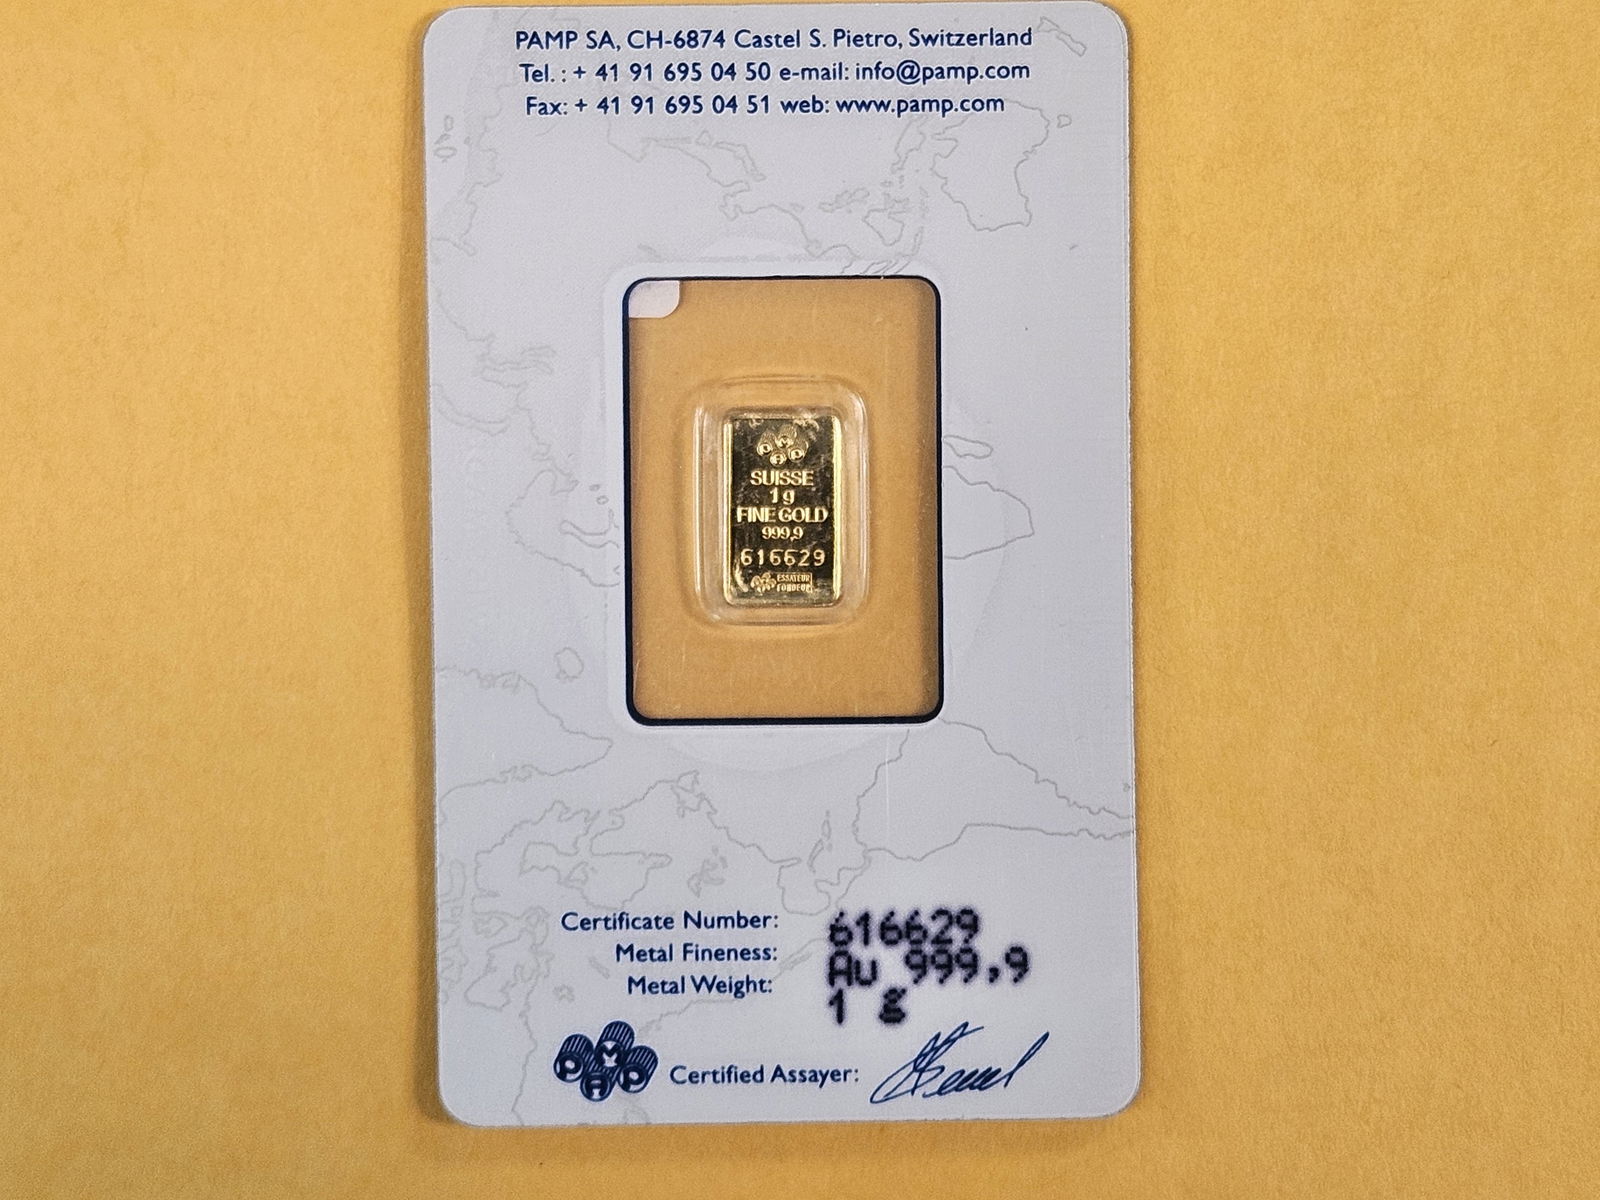 PAMP SA, CH-6874 Castel S. Pietro, Switzerland
Tel. : + 41 91 695 04 50 e-mail: info@pamp.com
Fax: + 41 91 695 04 51 web: www.pamp.com
PAMP
SUISSE
1g
FINE GOLD
999,9
616629
ESSAYEUR
FONDEUR
Certificate Number: 616629
Metal Fineness: Au 999,9
Metal Weight: 1 g
PAMP Certified Assayer: